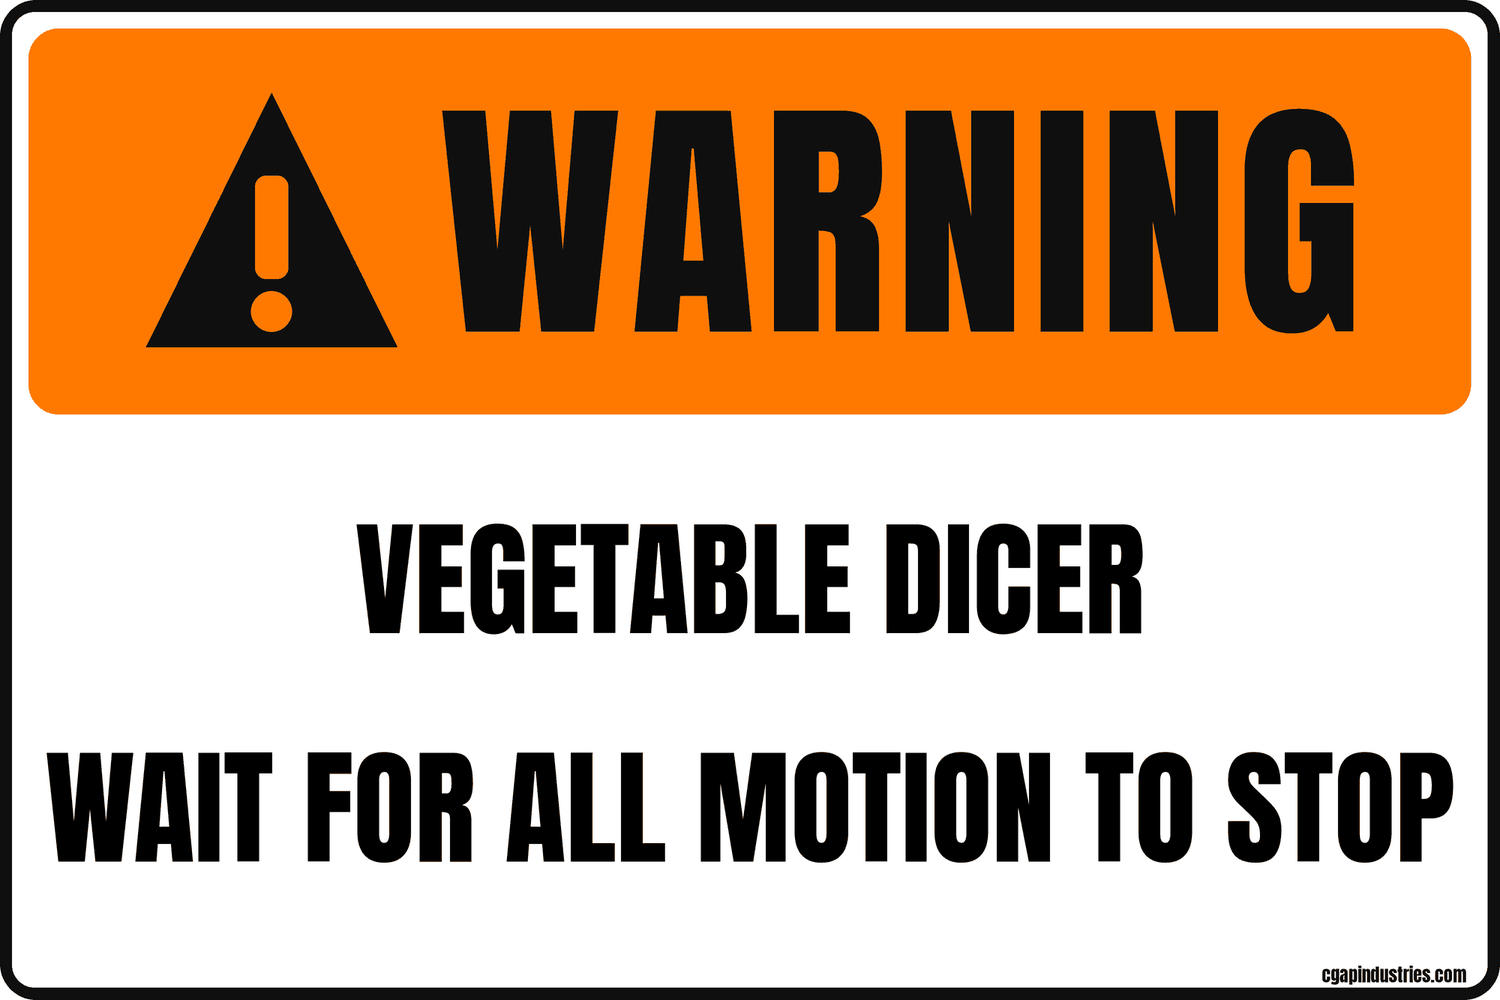 WARNING
VEGETABLE DICER
WAIT FOR ALL MOTION TO STOP
cgapindustries.com